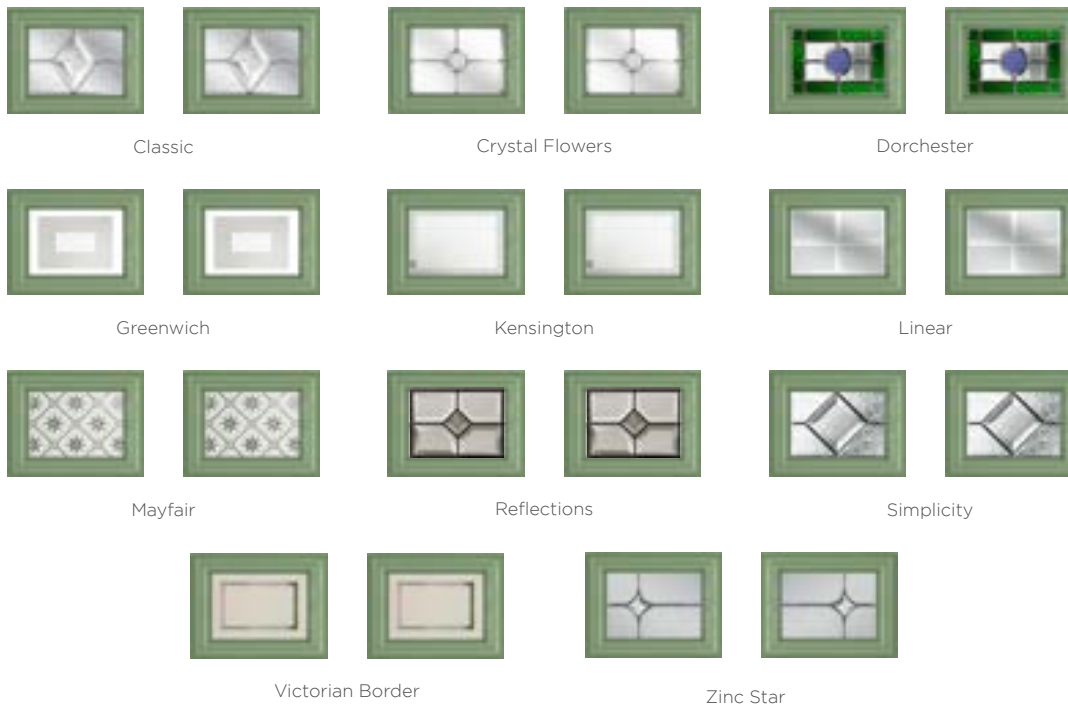 Classic
Crystal Flowers
Dorchester
Greenwich
Kensington
Linear
Mayfair
Reflections
Simplicity
Victorian Border
Zinc Star